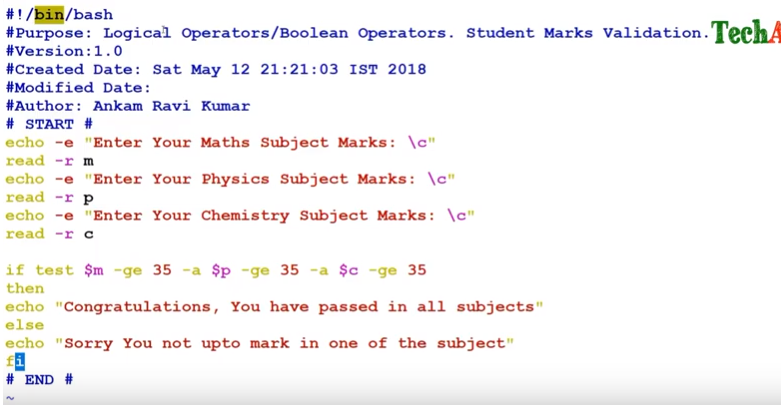 #!/bin/bash
#Purpose: Logical Operators/Boolean Operators. Student Marks Validation.
TechA
#Version:1.0
#Created Date: Sat May 12 21:21:03 IST 2018
#Modified Date:
#Author: Ankam Ravi Kumar
# START #
echo -e "Enter Your Maths Subject Marks: \c"
read -r m
echo -e "Enter Your Physics Subject Marks: \c"
read -r p
echo -e "Enter Your Chemistry Subject Marks: \c"
read -r c

if test $m -ge 35 -a $p -ge 35 -a $c -ge 35
then
echo "Congratulations, You have passed in all subjects"
else
echo "Sorry You not upto mark in one of the subject"
fi
# END #
~